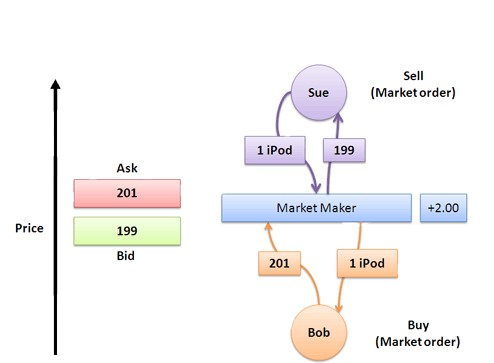 Sell
(Market order)
Sue
1 iPod
199
Ask
201
Market Maker
+2.00
Price
199
Bid
201
1 iPod
Bob
Buy
(Market order)